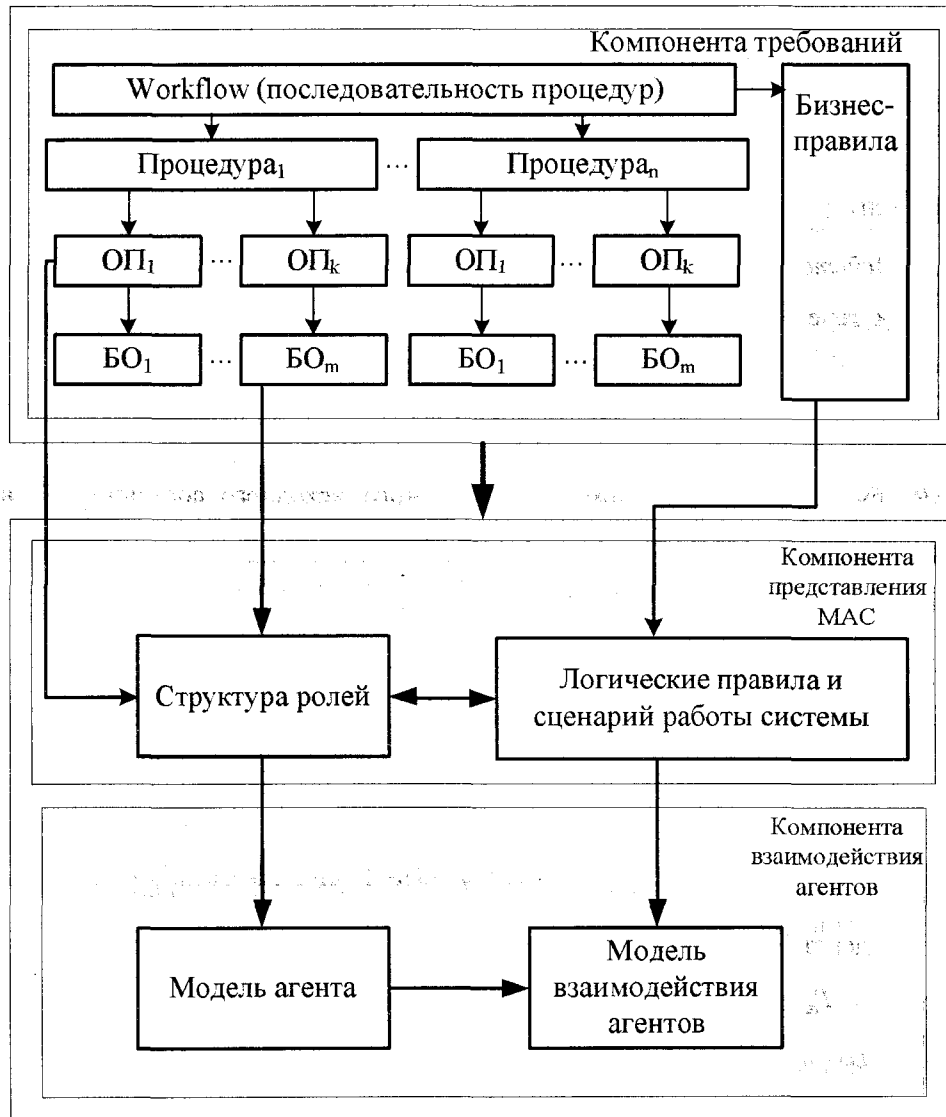 Компонента требований
Workflow (последовательность процедур)
Бизнес-
правила
Процедура₁ ... Процедураₙ
ОП₁ ... ОПₖ ОП₁ ... ОПₖ
БО₁ ... БОₘ БО₁ ... БОₘ
Компонента
представления
МАС
Структура ролей
Логические правила и
сценарий работы системы
Компонента
взаимодействия
агентов
Модель агента
Модель
взаимодействия
агентов